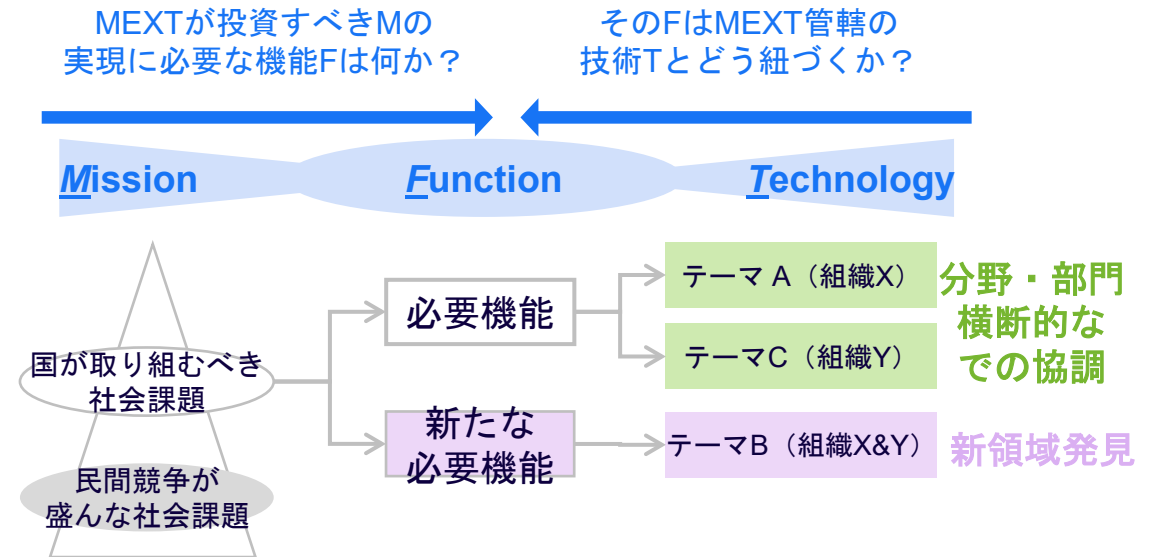 MEXTが投資すべきMの
実現に必要な機能Fは何か？
そのFはMEXT管轄の
技術Tとどう紐づくか？
Mission
Function
Technology
国が取り組むべき
社会課題
民間競争が
盛んな社会課題
必要機能
新たな
必要機能
テーマ A（組織X）
テーマC（組織Y）
テーマB（組織X&Y）
分野・部門
横断的な
での協調
新領域発見